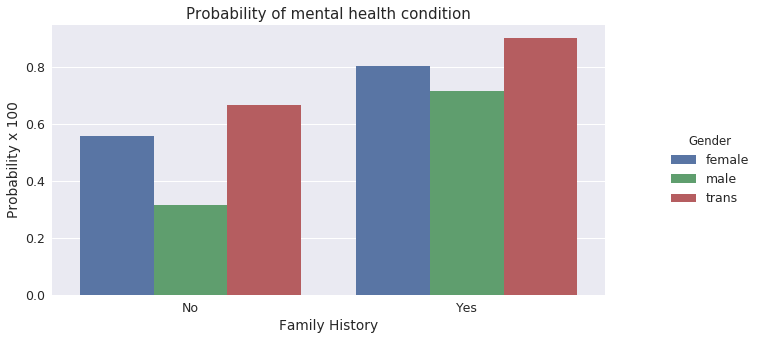 Probability of mental health condition
Probability x 100
0.8
0.6
0.4
0.2
0.0
No
Yes
Family History
Gender
female
male
trans